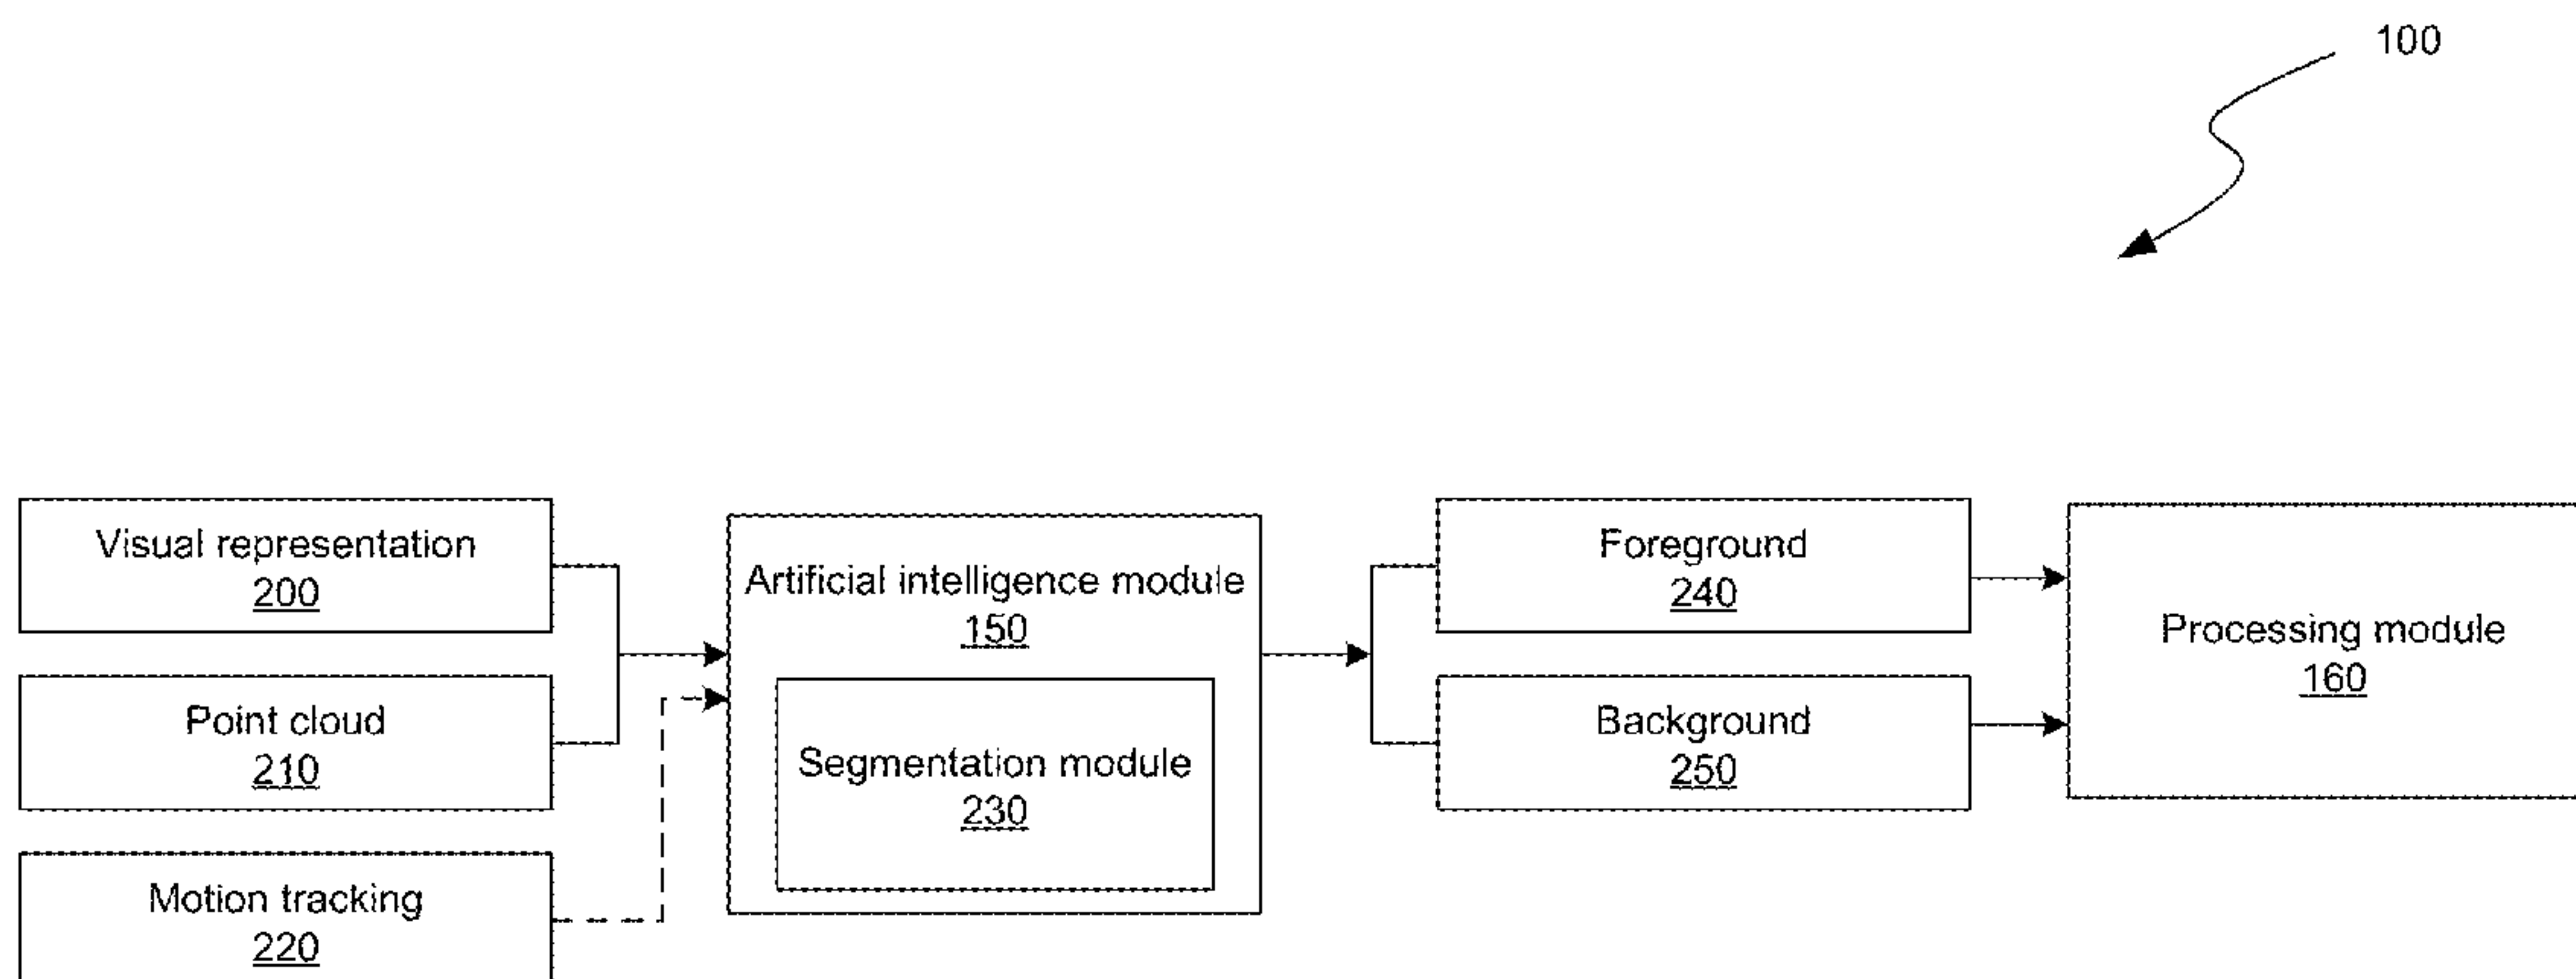 100
Visual representation
200
Point cloud
210
Motion tracking
220
Artificial intelligence module
150
Segmentation module
230
Foreground
240
Background
250
Processing module
160